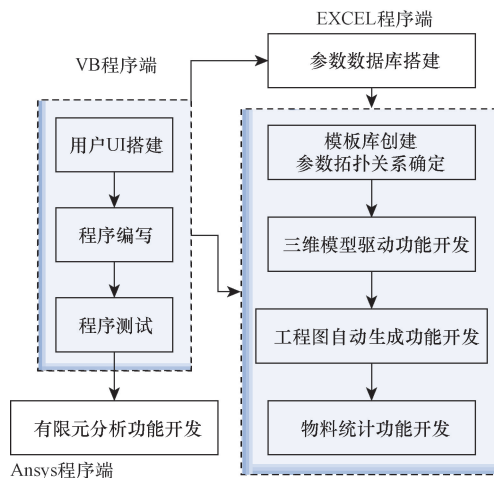 EXCEL程序端
VB程序端
参数数据库搭建
用户UI搭建
程序编写
程序测试
模板库创建
参数拓扑关系确定
三维模型驱动功能开发
工程图自动生成功能开发
物料统计功能开发
有限元分析功能开发
Ansys程序端